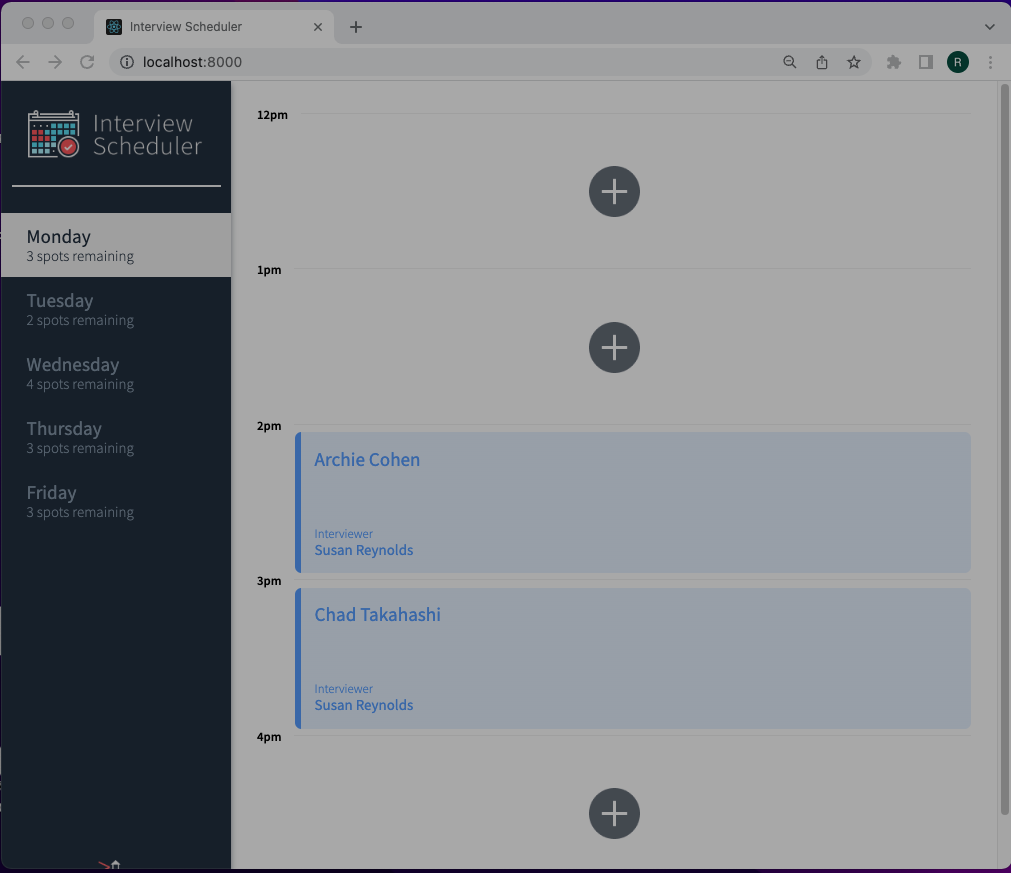 Interview Scheduler
localhost:8000
R
Interview
Scheduler
Monday
3 spots remaining
Tuesday
2 spots remaining
Wednesday
4 spots remaining
Thursday
3 spots remaining
Friday
3 spots remaining
12pm
1pm
2pm
Archie Cohen
Interviewer
Susan Reynolds
3pm
Chad Takahashi
Interviewer
Susan Reynolds
4pm